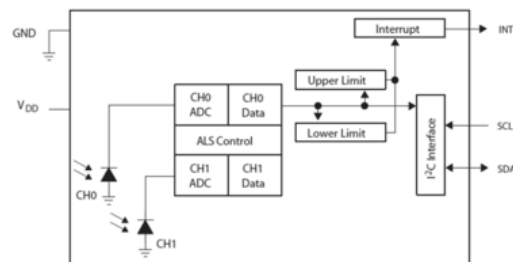 GND
VDD
Interrupt
INT
Upper Limit
Lower Limit
CH0 ADC
CH0 Data
ALS Control
CH1 ADC
CH1 Data
I²C Interface
SCL
SDA
CH0
CH1